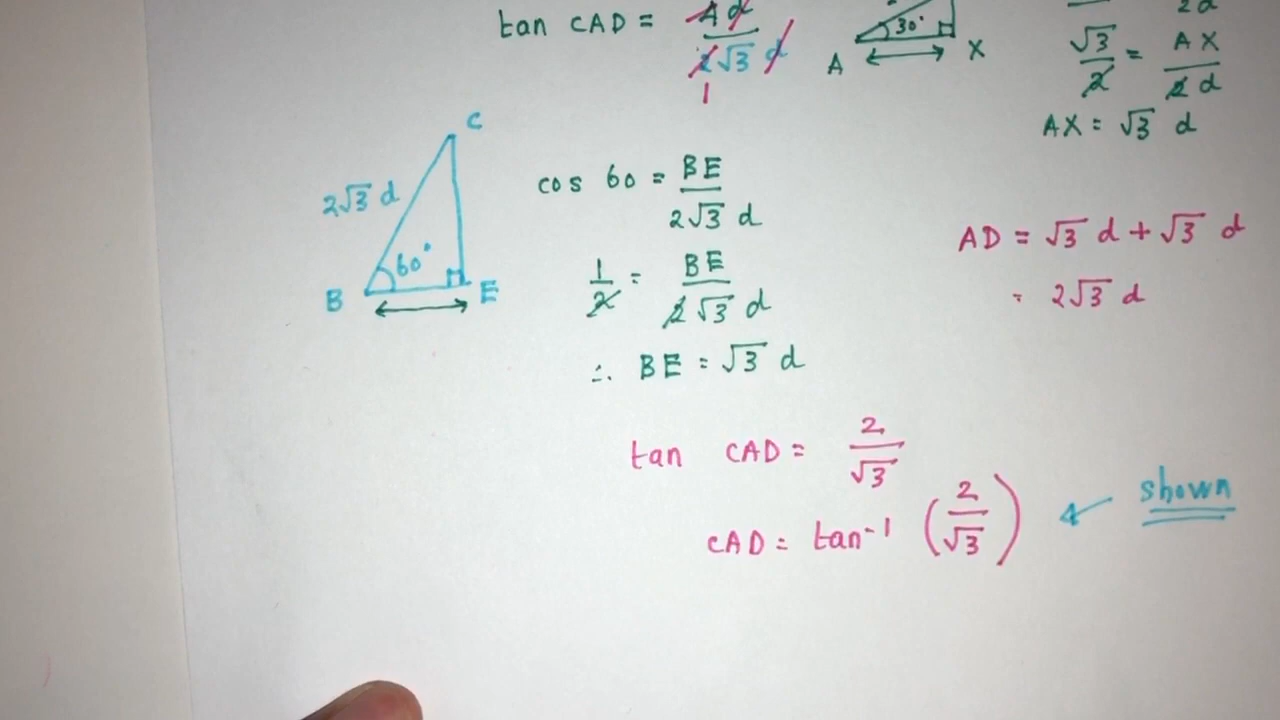 tan CAD = 4d / 2√3 d
1
30°
A
X
2d
√3/2 = AX / 2d
AX = √3 d
C
2√3 d
60°
B
E
cos 60 = BE / 2√3 d
1/2 = BE / 2√3 d
∴ BE = √3 d
AD = √3 d + √3 d
= 2√3 d
tan CAD = 2/√3
CAD = tan⁻¹ (2/√3)
shown